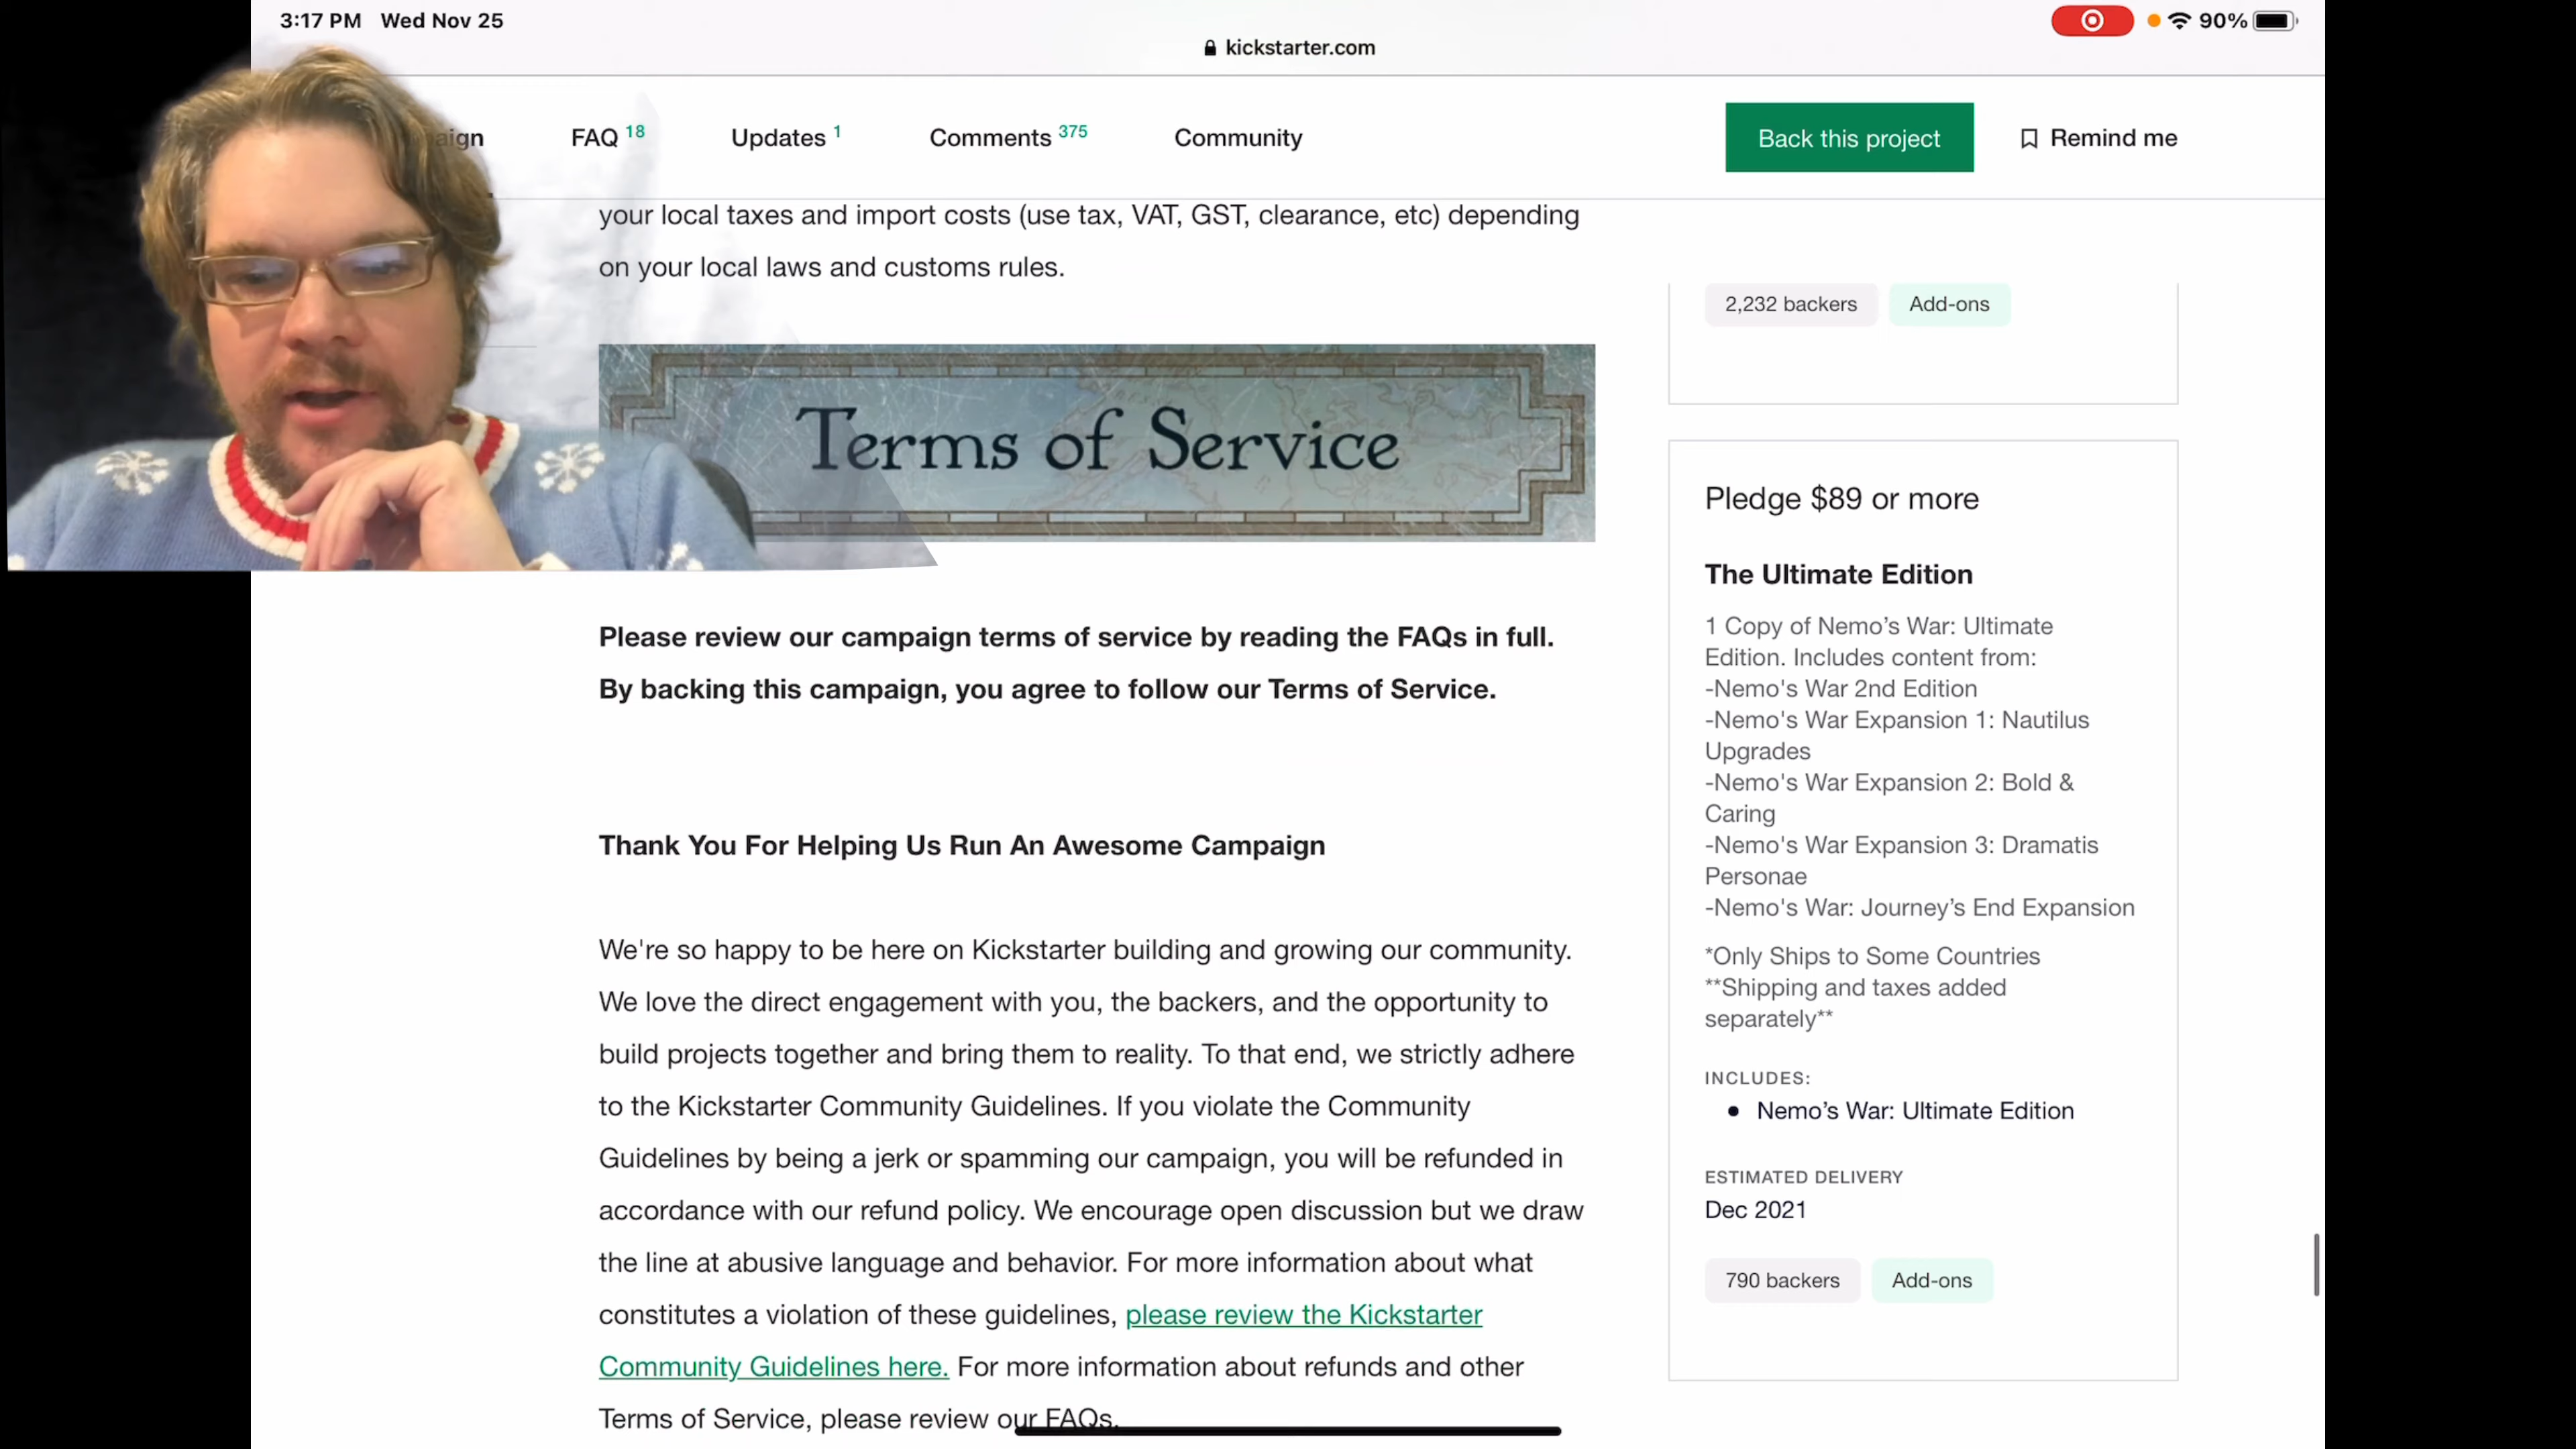 3:17 PM Wed Nov 25
90%
kickstarter.com
aign
FAQ 18
Updates 1
Comments 375
Community
Back this project
Remind me
your local taxes and import costs (use tax, VAT, GST, clearance, etc) depending
on your local laws and customs rules.
Terms of Service
Please review our campaign terms of service by reading the FAQs in full.
By backing this campaign, you agree to follow our Terms of Service.
Thank You For Helping Us Run An Awesome Campaign
We're so happy to be here on Kickstarter building and growing our community.
We love the direct engagement with you, the backers, and the opportunity to
build projects together and bring them to reality. To that end, we strictly adhere
to the Kickstarter Community Guidelines. If you violate the Community
Guidelines by being a jerk or spamming our campaign, you will be refunded in
accordance with our refund policy. We encourage open discussion but we draw
the line at abusive language and behavior. For more information about what
constitutes a violation of these guidelines, please review the Kickstarter
Community Guidelines here. For more information about refunds and other
Terms of Service, please review our FAQs.
2,232 backers
Add-ons
Pledge $89 or more
The Ultimate Edition
1 Copy of Nemo’s War: Ultimate
Edition. Includes content from:
-Nemo's War 2nd Edition
-Nemo's War Expansion 1: Nautilus
Upgrades
-Nemo's War Expansion 2: Bold &
Caring
-Nemo's War Expansion 3: Dramatis
Personae
-Nemo's War: Journey’s End Expansion
*Only Ships to Some Countries
**Shipping and taxes added
separately**
INCLUDES:
• Nemo’s War: Ultimate Edition
ESTIMATED DELIVERY
Dec 2021
790 backers
Add-ons